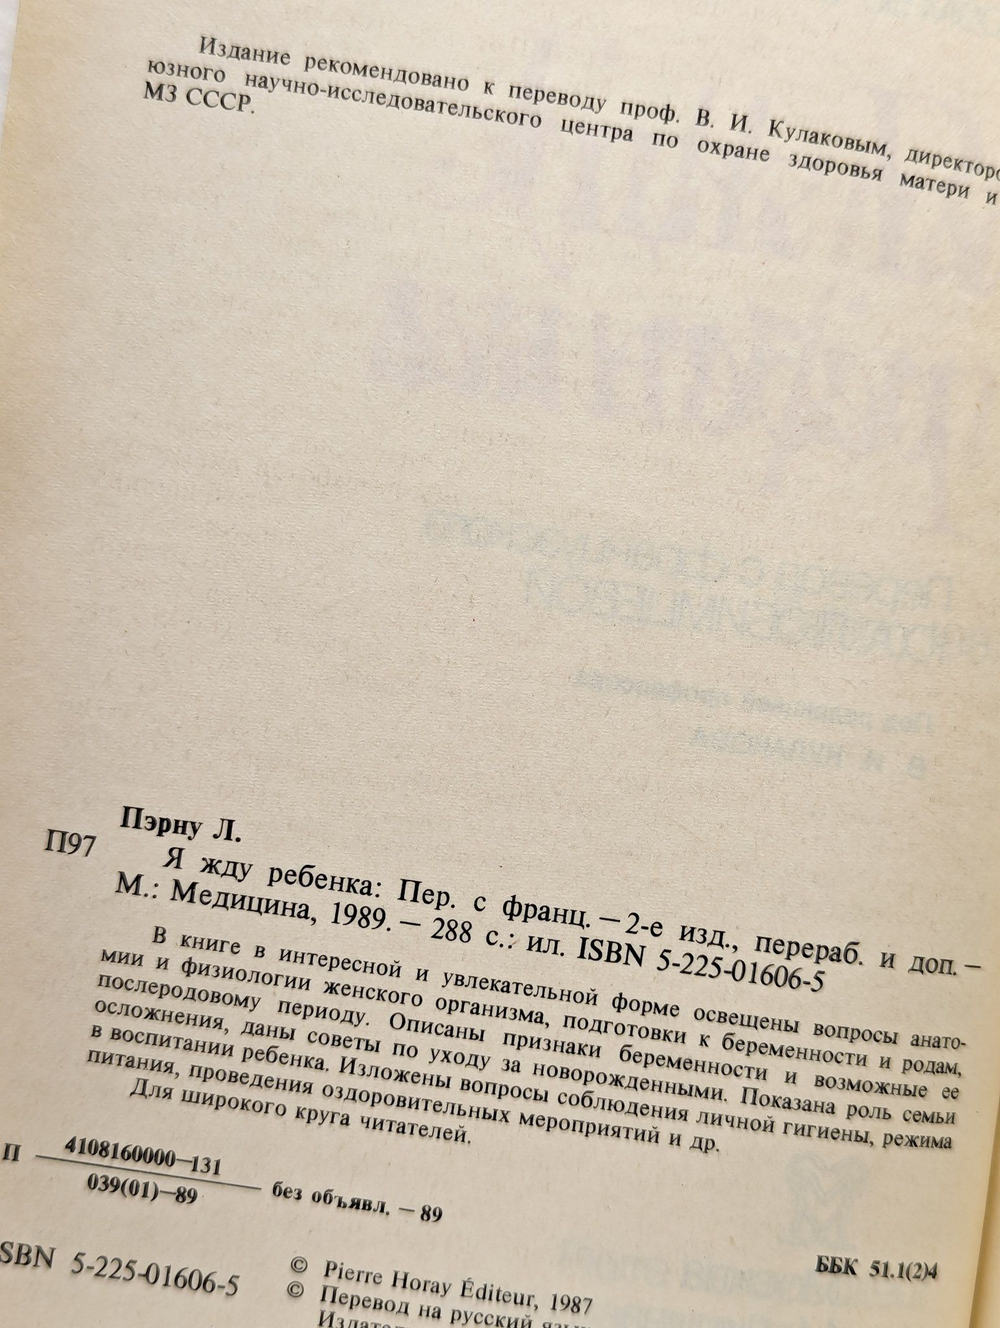 Издание рекомендовано к переводу проф. В. И. Кулаковым,
юзного научно-исследовательского центра по охране здоровья матери и
МЗ СССР.
Пэрну Л.
П97
Я жду ребенка: Пер. с франц. — 2-е изд., перераб. и доп. —
М.: Медицина, 1989. — 288 с.: ил. ISBN 5-225-01606-5
В книге в интересной и увлекательной форме освещены вопросы анато-
мии и физиологии женского организма, подготовки к беременности и родам,
послеродовому периоду. Описаны признаки беременности и возможные ее
осложнения, даны советы по уходу за новорожденными. Показана роль семьи
в воспитании ребенка. Изложены вопросы соблюдения личной гигиены, режима
питания, проведения оздоровительных мероприятий и др.
Для широкого круга читателей.
П 4108160000—131
039(01)—89 без объявл. — 89
ББК 51.1(2)4
SBN 5-225-01606-5
© Pierre Horay Éditeur, 1987
© Перевод на русский